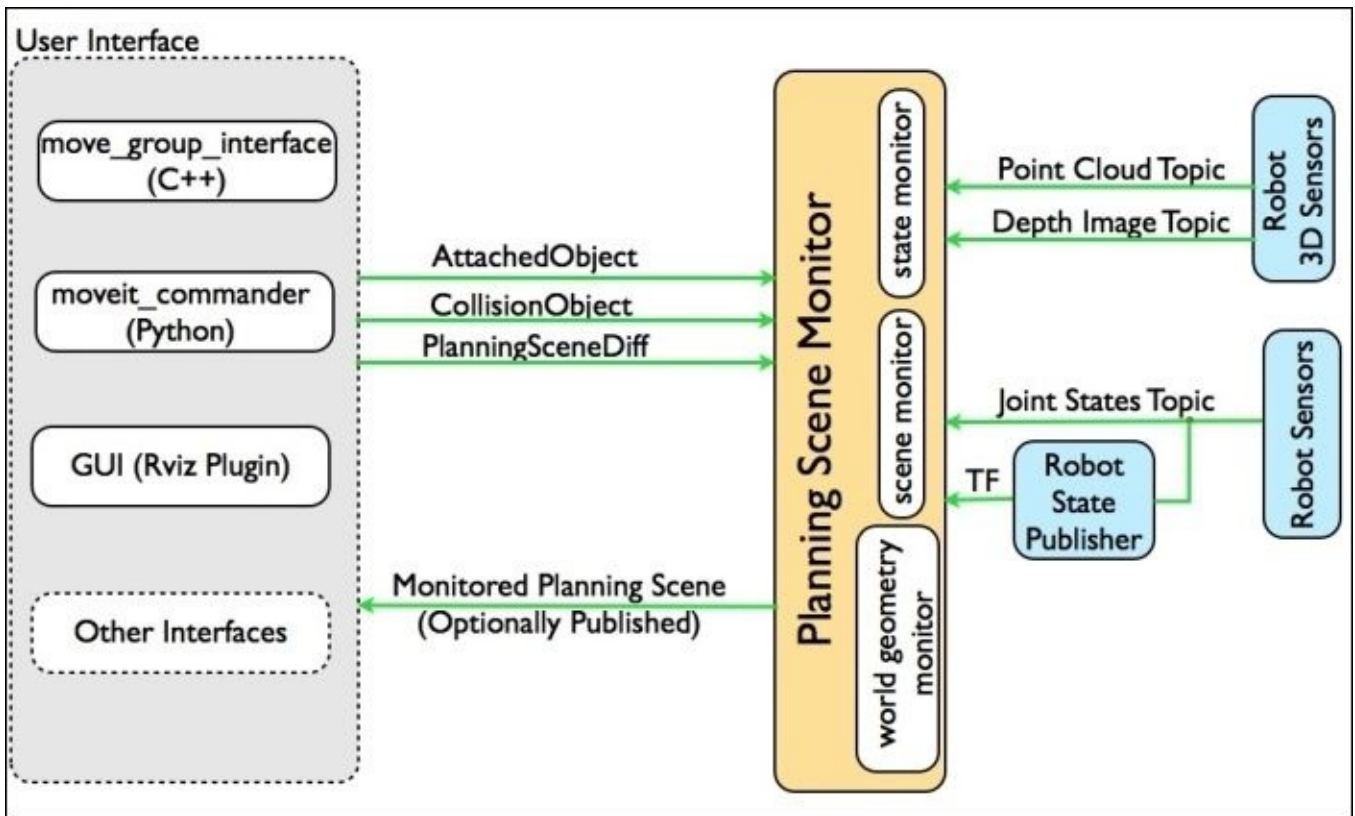 User Interface
move_group_interface
(C++)
moveit_commander
(Python)
GUI (Rviz Plugin)
Other Interfaces
AttachedObject
CollisionObject
PlanningSceneDiff
Monitored Planning Scene
(Optionally Published)
Planning Scene Monitor
state monitor
scene monitor
world geometry
monitor
Point Cloud Topic
Depth Image Topic
Joint States Topic
TF
Robot
State
Publisher
Robot
3D Sensors
Robot Sensors